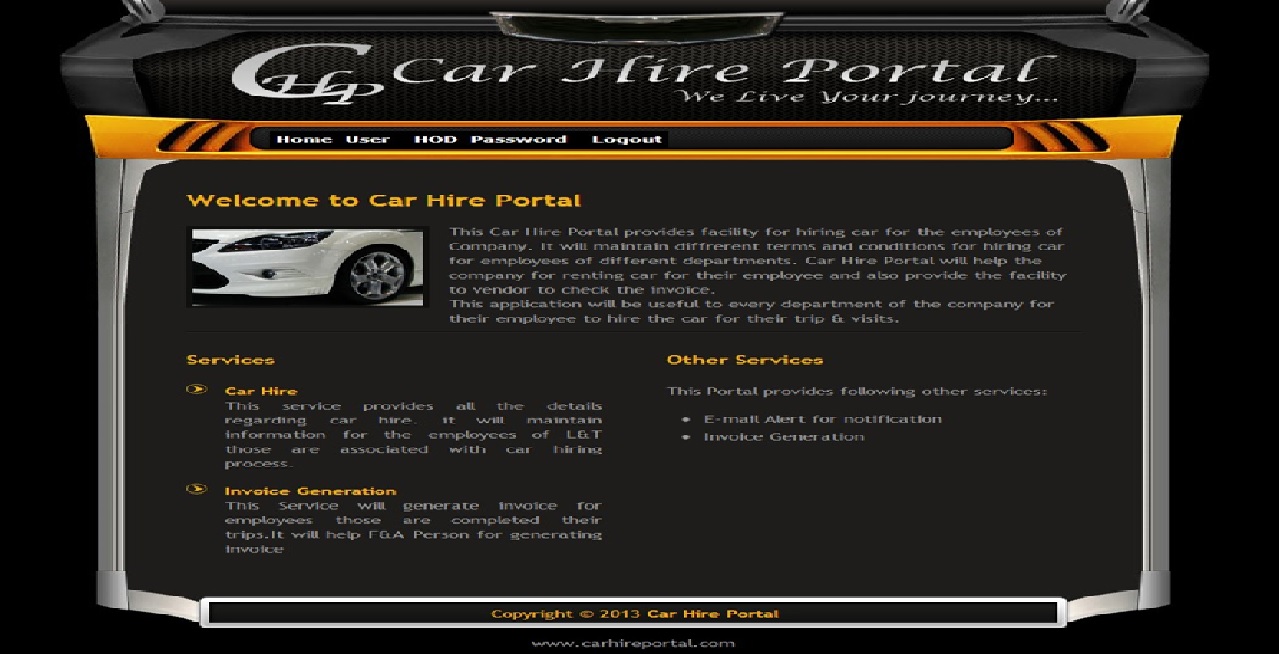 CHP Car Hire Portal
We Live Your journey...
Home User HOD Password Logout
Welcome to Car Hire Portal
This Car Hire Portal provides facility for hiring car for the employees of
Company. It will maintain diffrerent terms and conditions for hiring car
for employees of different departments. Car Hire Portal will help the
company for renting car for their employee and also provide the facility
to vendor to check the invoice.
This application will be useful to every department of the company for
their employee to hire the car for their trip & visits.
Services
Car Hire
This service provides all the details
regarding car hire. it will maintain
information for the employees of L&T
those are associated with car hiring
process.
Invoice Generation
This Service will generate invoice for
employees those are completed their
trips.It will help F&A Person for generating
invoice
Other Services
This Portal provides following other services:
E-mail Alert for notification
Invoice Generation
Copyright © 2013 Car Hire Portal
www.carhireportal.com